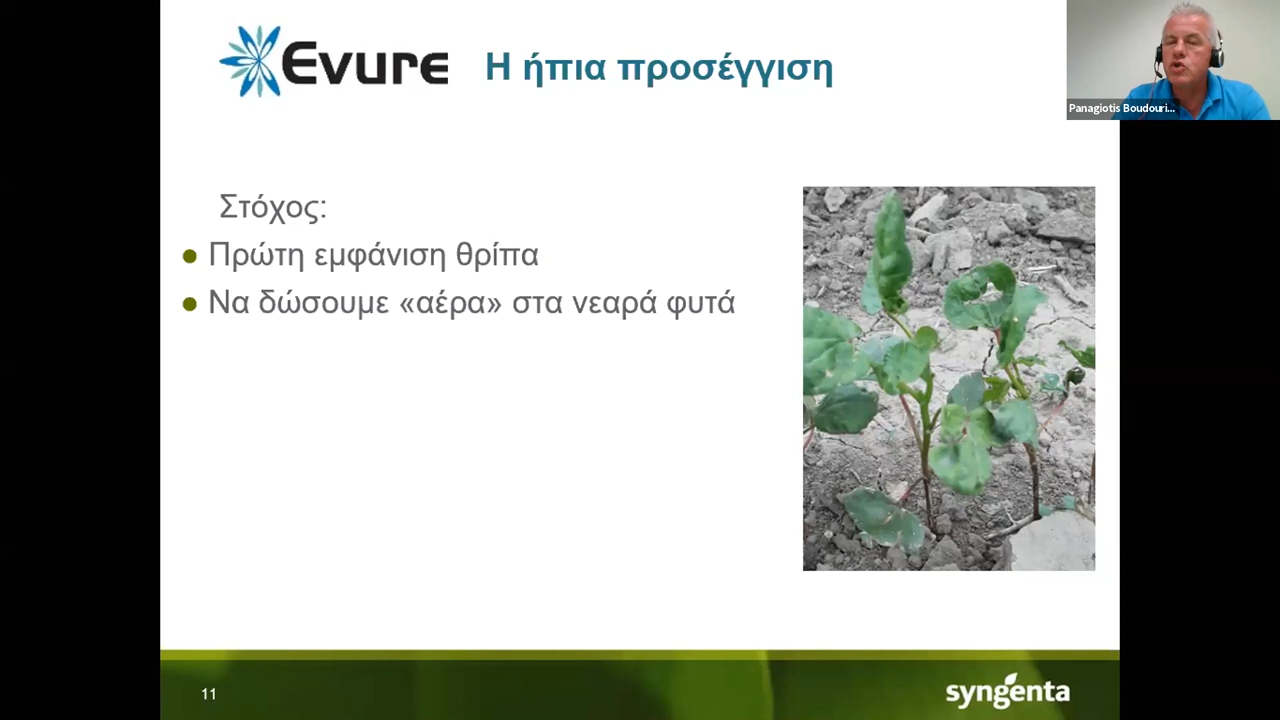 Evure Η ήπια προσέγγιση
Panagiotis Boudouri...
Στόχος:
● Πρώτη εμφάνιση θρίπα
● Να δώσουμε «αέρα» στα νεαρά φυτά
11
syngenta